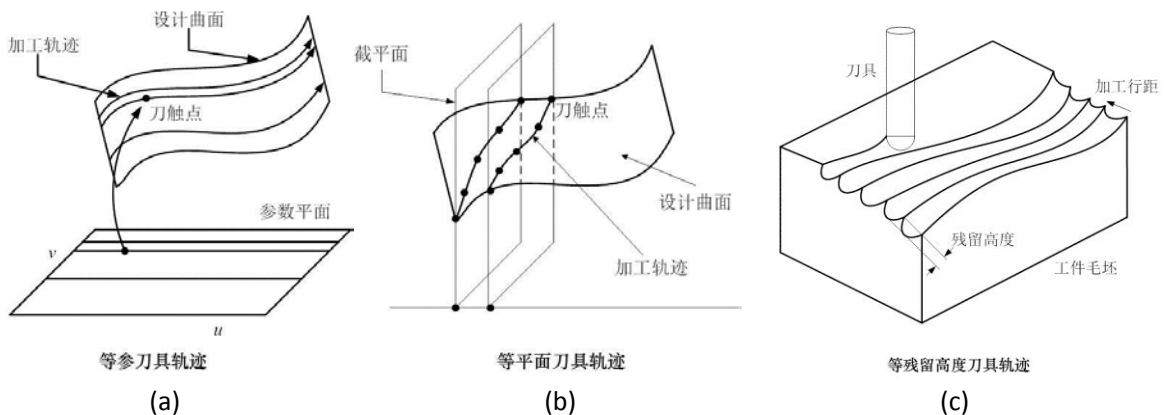 设计曲面
加工轨迹
刀触点
参数平面
v
u
等参刀具轨迹
(a)
截平面
刀触点
设计曲面
加工轨迹
等平面刀具轨迹
(b)
刀具
加工行距
残留高度
工件毛坯
等残留高度刀具轨迹
(c)